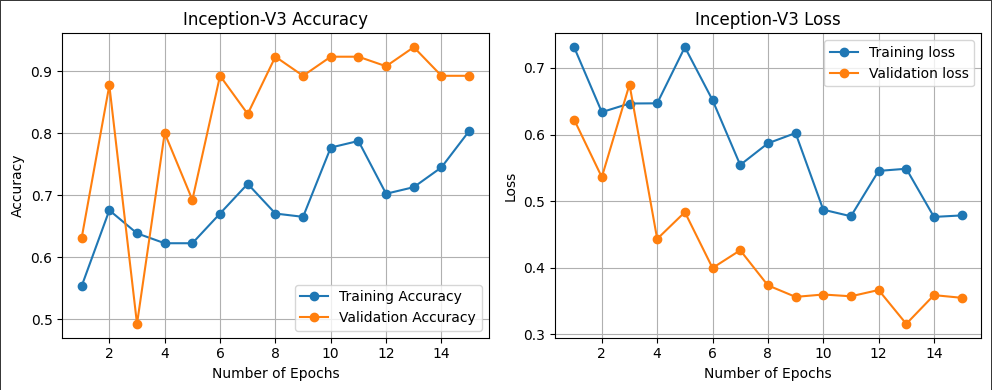 Inception-V3 Accuracy
Accuracy
0.9
0.8
0.7
0.6
0.5
2 4 6 8 10 12 14
Number of Epochs
Training Accuracy
Validation Accuracy
Inception-V3 Loss
Loss
0.7
0.6
0.5
0.4
0.3
2 4 6 8 10 12 14
Number of Epochs
Training loss
Validation loss